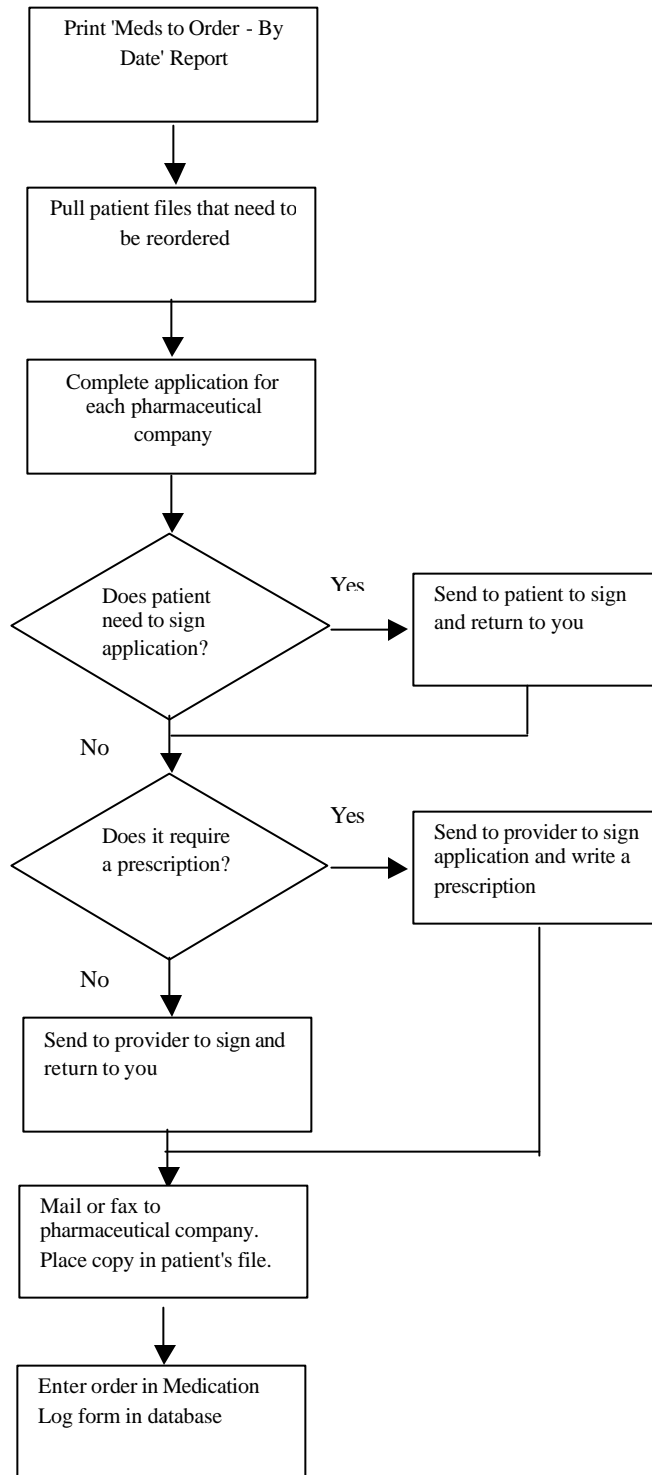 Print 'Meds to Order - By
Date' Report
Pull patient files that need to
be reordered
Complete application for
each pharmaceutical
company
Does patient
need to sign
application?
Yes
Send to patient to sign
and return to you
No
Does it require
a prescription?
Yes
Send to provider to sign
application and write a
prescription
No
Send to provider to sign and
return to you
Mail or fax to
pharmaceutical company.
Place copy in patient's file.
Enter order in Medication
Log form in database